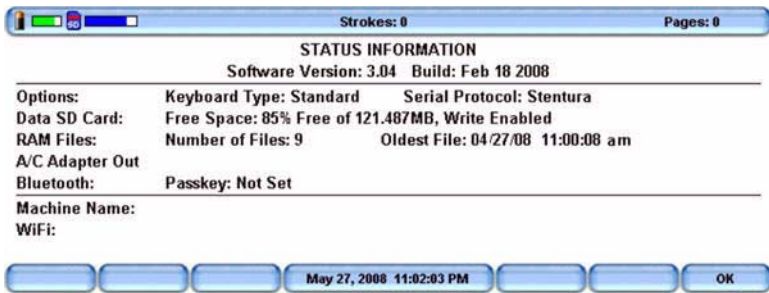 SD Strokes: 0 Pages: 0
STATUS INFORMATION
Software Version: 3.04 Build: Feb 18 2008
Options: Keyboard Type: Standard Serial Protocol: Stentura
Data SD Card: Free Space: 85% Free of 121.487MB, Write Enabled
RAM Files: Number of Files: 9 Oldest File: 04/27/08 11:00:08 am
A/C Adapter Out
Bluetooth: Passkey: Not Set
Machine Name:
WiFi:
May 27, 2008 11:02:03 PM OK